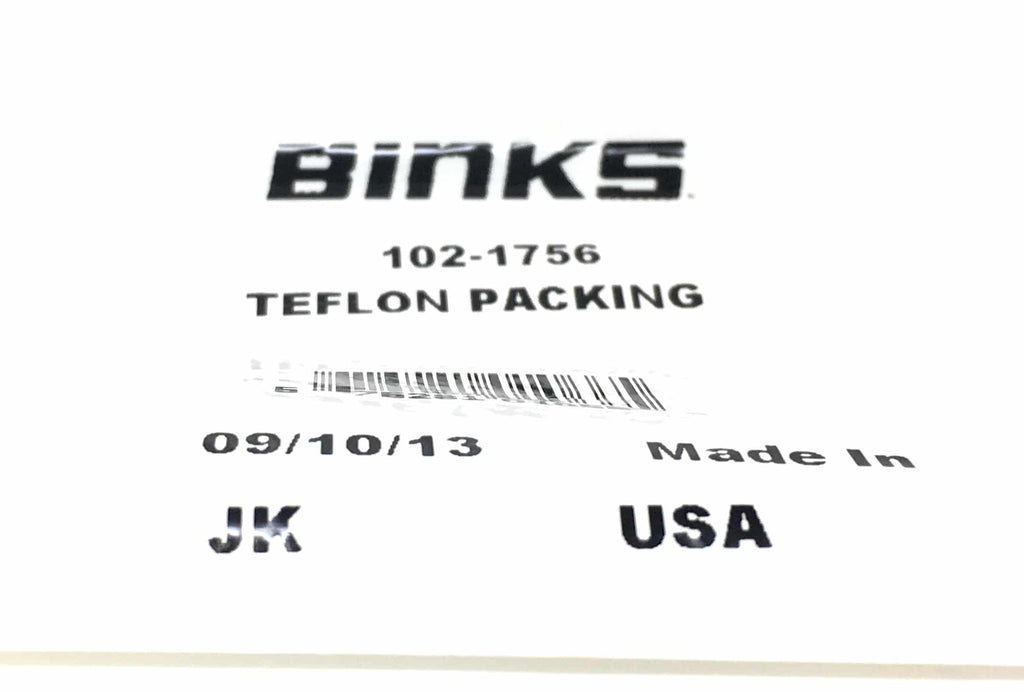 BINKS
102-1756
TEFLON PACKING
09/10/13 Made In
JK USA